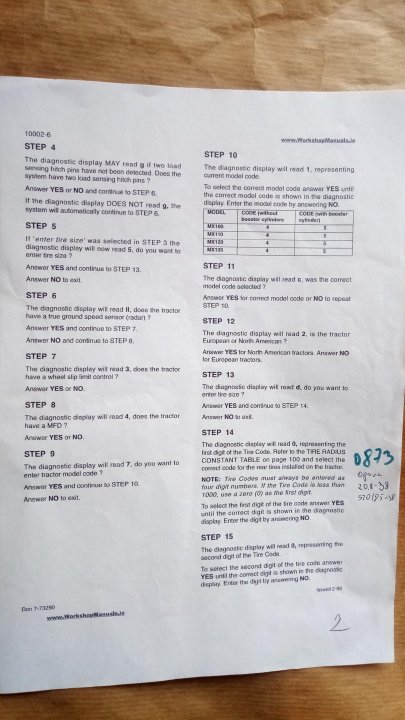 10002-6
STEP 4
The diagnostic display MAY read g if two load
sensing hitch pins have not been detected. Does the
system have two load sensing hitch pins ?
Answer YES or NO and continue to STEP 6.
If the diagnostic display DOES NOT read g, the
system will automatically continue to STEP 6.
STEP 5
If 'enter tire size' was selected in STEP 3 the
diagnostic display will now read 5, do you want to
enter tire size ?
Answer YES and continue to STEP 13.
Answer NO to exit.
STEP 6
The diagnostic display will read II, does the tractor
have a true ground speed sensor (radar) ?
Answer YES and continue to STEP 7.
Answer NO and continue to STEP 8.
STEP 7
The diagnostic display will read 3, does the tractor
have a wheel slip limit control ?
Answer YES or NO.
STEP 8
The diagnostic display will read 4, does the tractor
have a MFD ?
Answer YES or NO.
STEP 9
The diagnostic display will read 7, do you want to
enter tractor model code ?
Answer YES and continue to STEP 10.
Answer NO to exit.
Don 7-73290
www.WorkshopManuals.ie
www.WorkshopManuals.ie
STEP 10
The diagnostic display will read 1, representing
current model code.
To select the correct model code answer YES until
the correct model code is shown in the diagnostic
display. Enter the model code by answering NO.
MODEL CODE (without CODE (with booster
booster cylinders cylinder)
MX100 4 5
MX110 4 5
MX120 4 5
MX135 4 5
STEP 11
The diagnostic display will read c, was the correct
model code selected ?
Answer YES for correct model code or NO to repeat
STEP 10.
STEP 12
The diagnostic display will read 2, is the tractor
European or North American ?
Answer YES for North American tractors. Answer NO
for European tractors.
STEP 13
The diagnostic display will read d, do you want to
enter tire size ?
Answer YES and continue to STEP 14.
Answer NO to exit.
STEP 14
The diagnostic display will read 0, representing the
first digit of the Tire Code. Refer to the TIRE RADIUS
CONSTANT TABLE on page 100 and select the
correct code for the rear tires installed on the tractor.
NOTE: Tire Codes must always be entered as
four digit numbers. If the Tire Code is less than
1000, use a zero (0) as the first digit.
To select the first digit of the tire code answer YES
until the correct digit is shown in the diagnostic
display. Enter the digit by answering NO.
0873
20,8-38
STEP 15
The diagnostic display will read 0, representing the
second digit of the Tire Code.
To select the second digit of the tire code answer
YES until the correct digit is shown in the diagnostic
display. Enter the digit by answering NO.
Issued 2-99
2